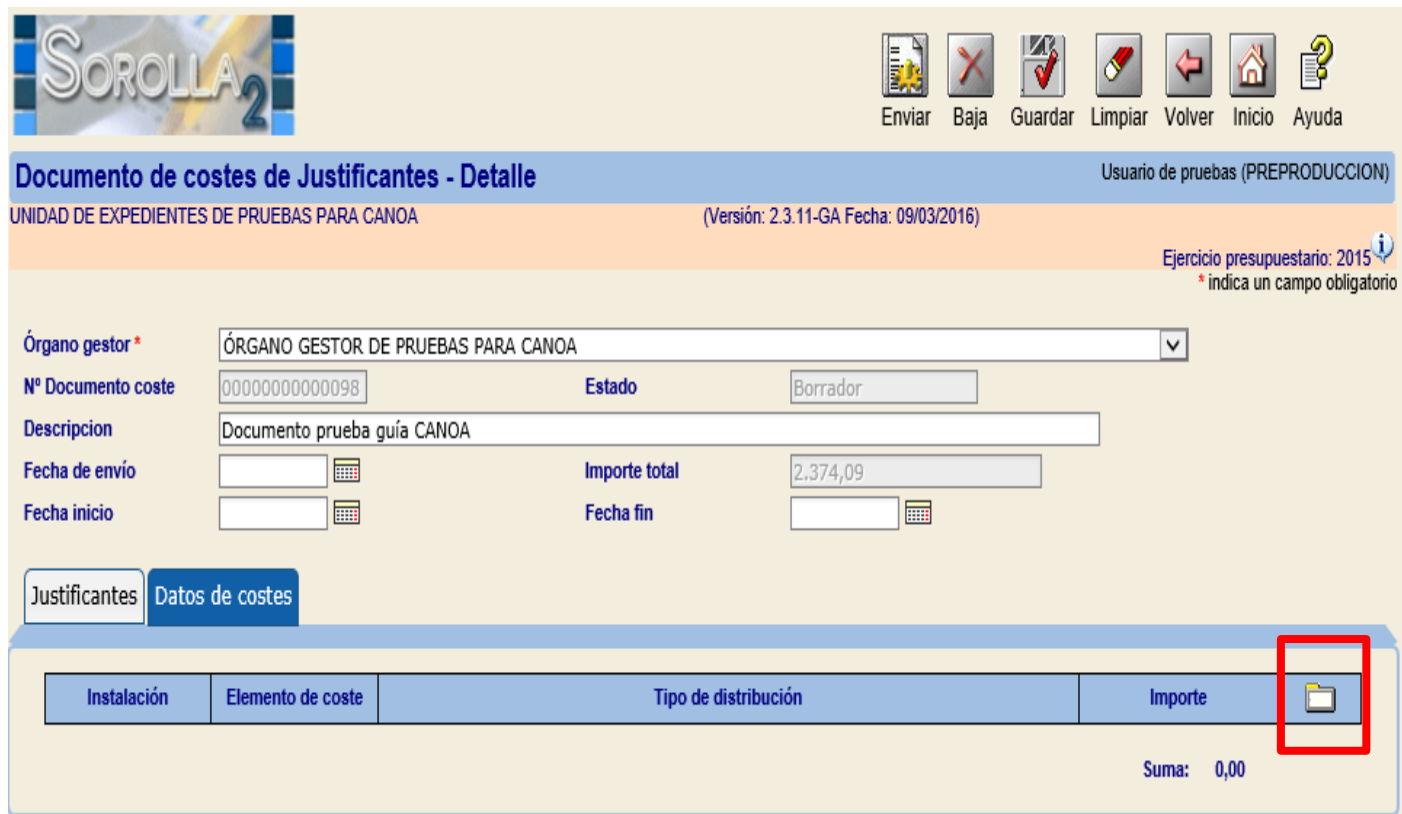 SOROLLA2
Enviar Baja Guardar Limpiar Volver Inicio Ayuda
Documento de costes de Justificantes - Detalle Usuario de pruebas (PREPRODUCCION)
UNIDAD DE EXPEDIENTES DE PRUEBAS PARA CANOA (Versión: 2.3.11-GA Fecha: 09/03/2016)
Ejercicio presupuestario: 2015
* indica un campo obligatorio
Órgano gestor * ÓRGANO GESTOR DE PRUEBAS PARA CANOA
Nº Documento coste 00000000000098 Estado Borrador
Descripcion Documento prueba guía CANOA
Fecha de envío Importe total 2.374,09
Fecha inicio Fecha fin
Justificantes Datos de costes
Instalación Elemento de coste Tipo de distribución Importe
Suma: 0,00